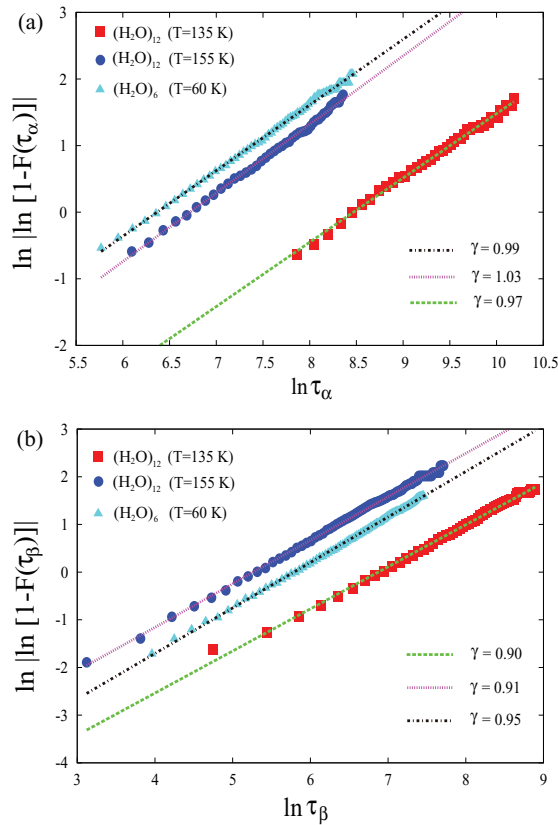 (a)
3
2
1
0
-1
-2
5.5 6 6.5 7 7.5 8 8.5 9 9.5 10 10.5
ln |ln [1-F(τα)]|
ln τα
(H2O)12 (T=135 K)
(H2O)12 (T=155 K)
(H2O)6 (T=60 K)
γ = 0.99
γ = 1.03
γ = 0.97
(b)
3
2
1
0
-1
-2
-3
-4
3 4 5 6 7 8 9
ln |ln [1-F(τβ)]|
ln τβ
(H2O)12 (T=135 K)
(H2O)12 (T=155 K)
(H2O)6 (T=60 K)
γ = 0.90
γ = 0.91
γ = 0.95